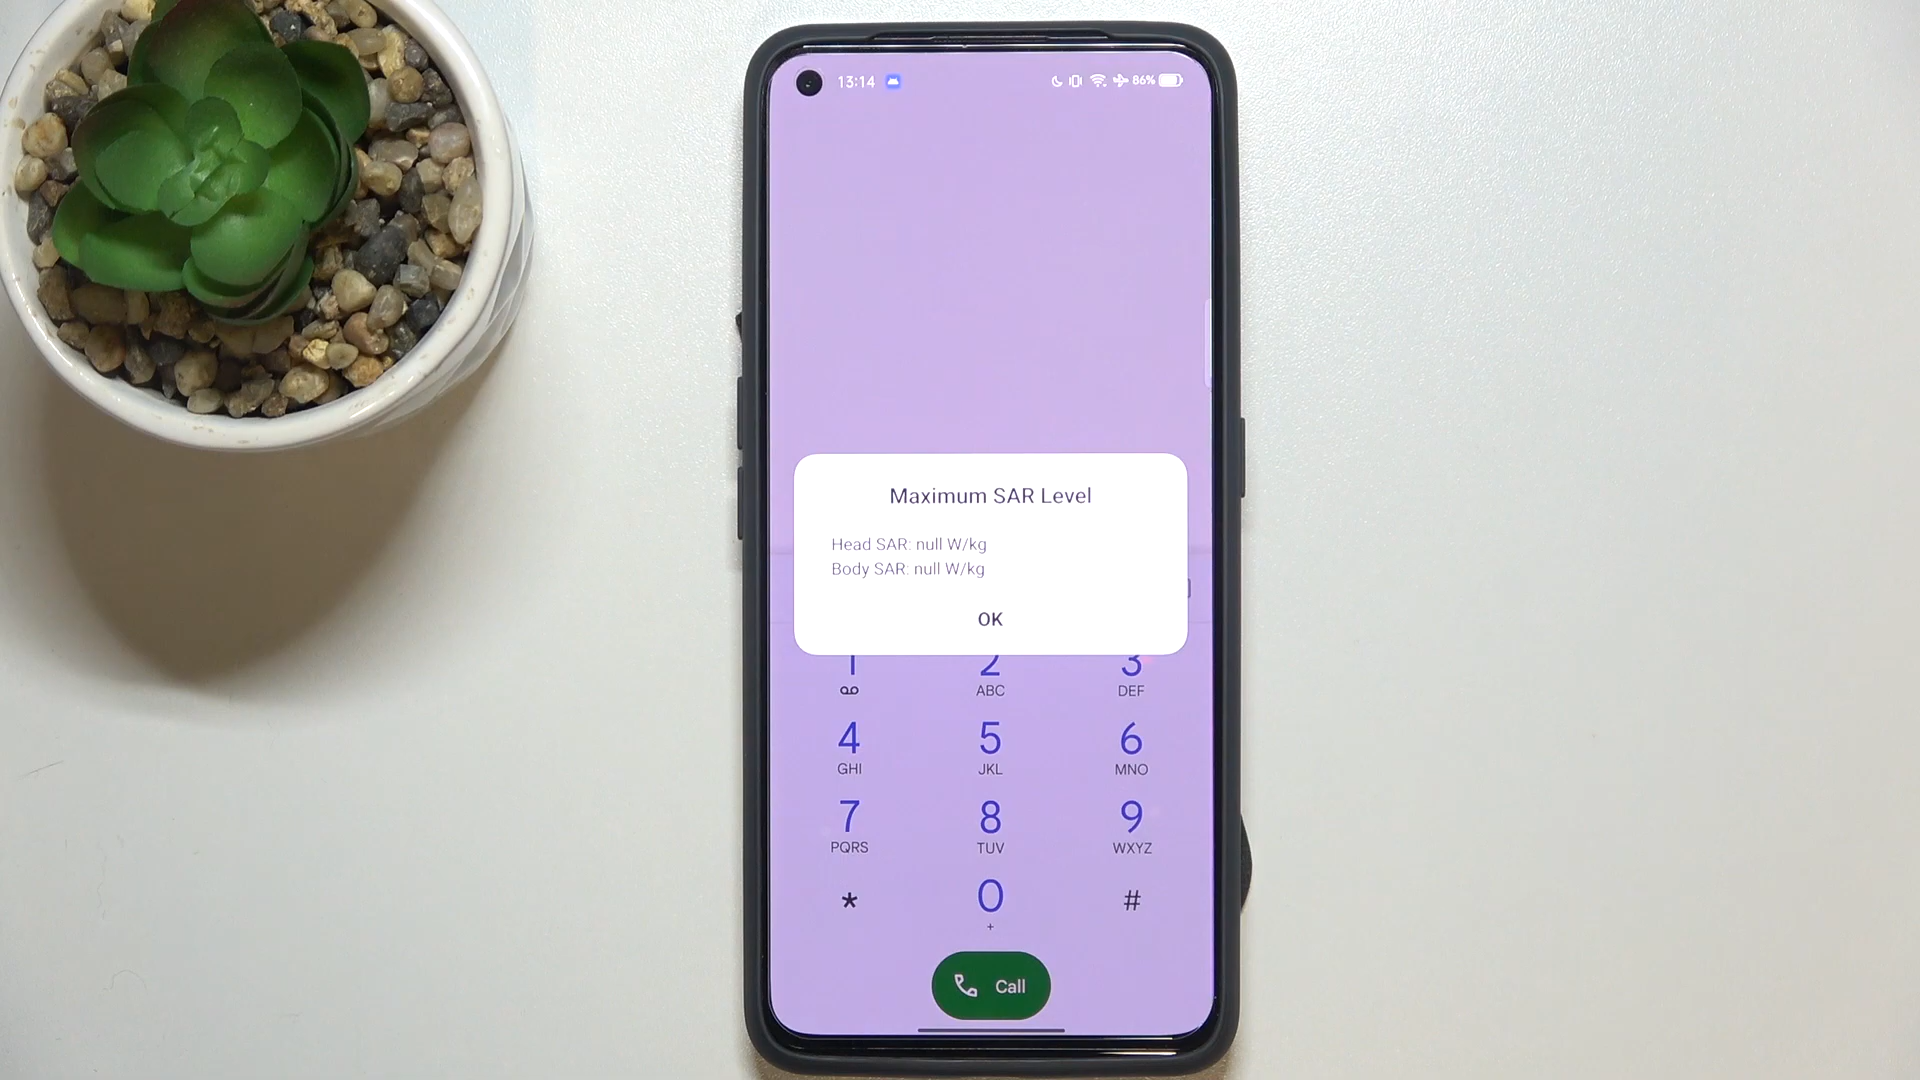 13:14 86%
Maximum SAR Level
Head SAR: null W/kg
Body SAR: null W/kg
OK
1 2 3
ABC DEF
4 5 6
GHI JKL MNO
7 8 9
PQRS TUV WXYZ
* 0 #
+
Call